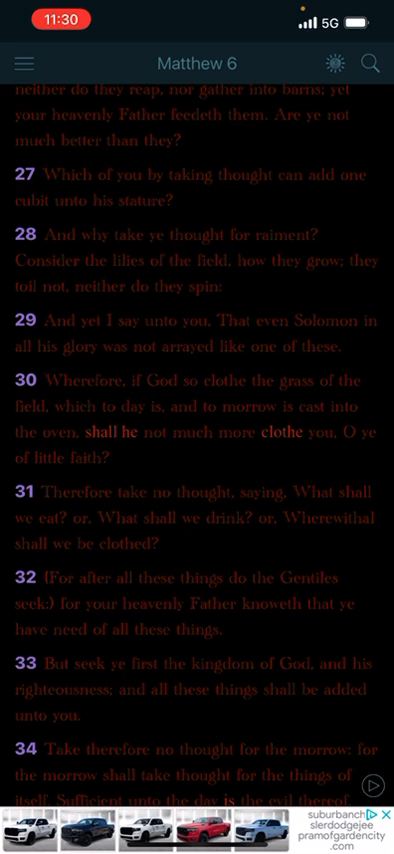 11:30
5G
Matthew 6
neither do they reap, nor gather into barns; yet
your heavenly Father feedeth them. Are ye not
much better than they?
27 Which of you by taking thought can add one
cubit unto his stature?
28 And why take ye thought for raiment?
Consider the lilies of the field, how they grow; they
toil not, neither do they spin:
29 And yet I say unto you, That even Solomon in
all his glory was not arrayed like one of these.
30 Wherefore, if God so clothe the grass of the
field, which to day is, and to morrow is cast into
the oven, shall he not much more clothe you, O ye
of little faith?
31 Therefore take no thought, saying, What shall
we eat? or, What shall we drink? or, Wherewithal
shall we be clothed?
32 (For after all these things do the Gentiles
seek:) for your heavenly Father knoweth that ye
have need of all these things.
33 But seek ye first the kingdom of God, and his
righteousness; and all these things shall be added
unto you.
34 Take therefore no thought for the morrow: for
the morrow shall take thought for the things of
itself. Sufficient unto the day is the evil thereof.
suburbanch
slerdodgejee
pramofgardencity
.com